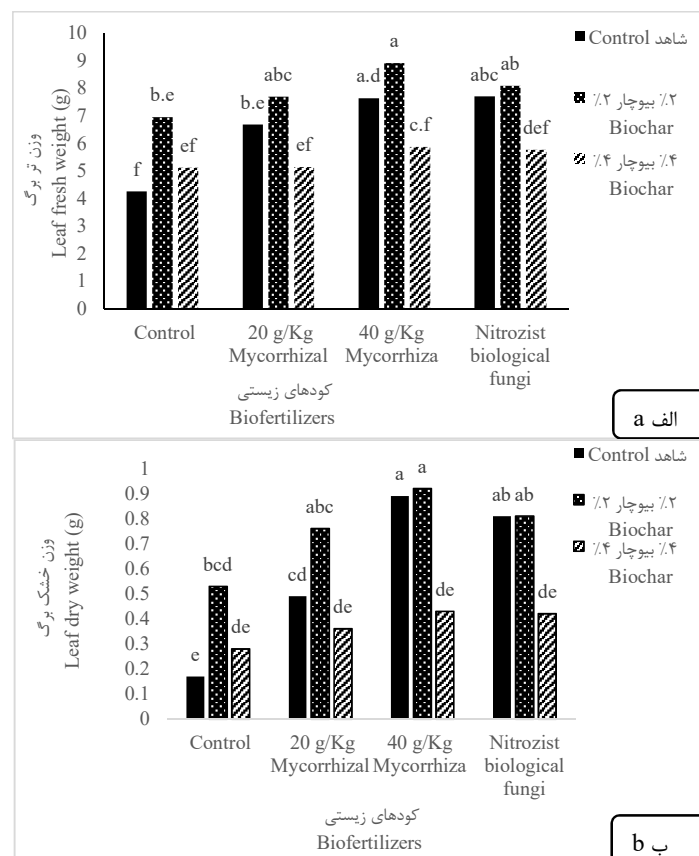 وزن تر برگ
Leaf fresh weight (g)
10
9
8
7
6
5
4
3
2
1
0
f b.e ef b.e abc ef a.d a c.f abc ab def
Control
20 g/Kg Mycorrhizal
40 g/Kg Mycorrhiza
Nitrozist biological fungi
کودهای زیستی
Biofertilizers
شاهد Control
٪۲ بیوچار ۲٪
Biochar
٪۴ بیوچار ۴٪
Biochar
الف a
وزن خشک برگ
Leaf dry weight (g)
1
0.9
0.8
0.7
0.6
0.5
0.4
0.3
0.2
0.1
0
e bcd de cd abc de a a de ab ab de
Control
20 g/Kg Mycorrhizal
40 g/Kg Mycorrhiza
Nitrozist biological fungi
کودهای زیستی
Biofertilizers
شاهد Control
٪۲ بیوچار ۲٪
Biochar
٪۴ بیوچار ۴٪
Biochar
ب b